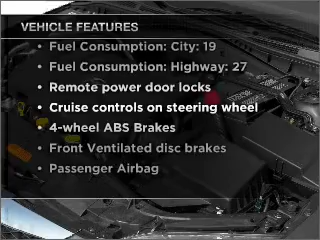 VEHICLE FEATURES
• Fuel Consumption: City: 19
• Fuel Consumption: Highway: 27
• Remote power door locks
• Cruise controls on steering wheel
• 4-wheel ABS Brakes
• Front Ventilated disc brakes
• Passenger Airbag